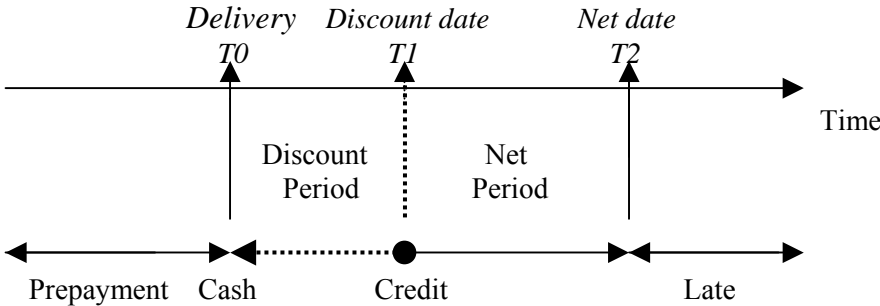 Delivery Discount date Net date
T0 T1 T2
Time
Discount Net
Period Period
Prepayment Cash Credit Late